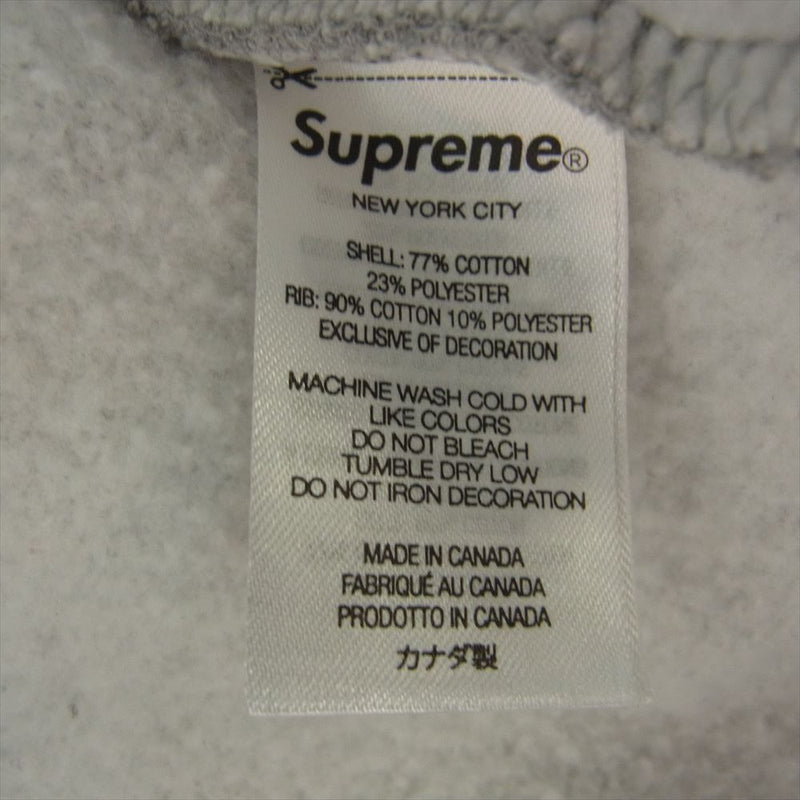 Supreme®
NEW YORK CITY
SHELL: 77% COTTON
23% POLYESTER
RIB: 90% COTTON 10% POLYESTER
EXCLUSIVE OF DECORATION
MACHINE WASH COLD WITH
LIKE COLORS
DO NOT BLEACH
TUMBLE DRY LOW
DO NOT IRON DECORATION
MADE IN CANADA
FABRIQUÉ AU CANADA
PRODOTTO IN CANADA
カナダ製